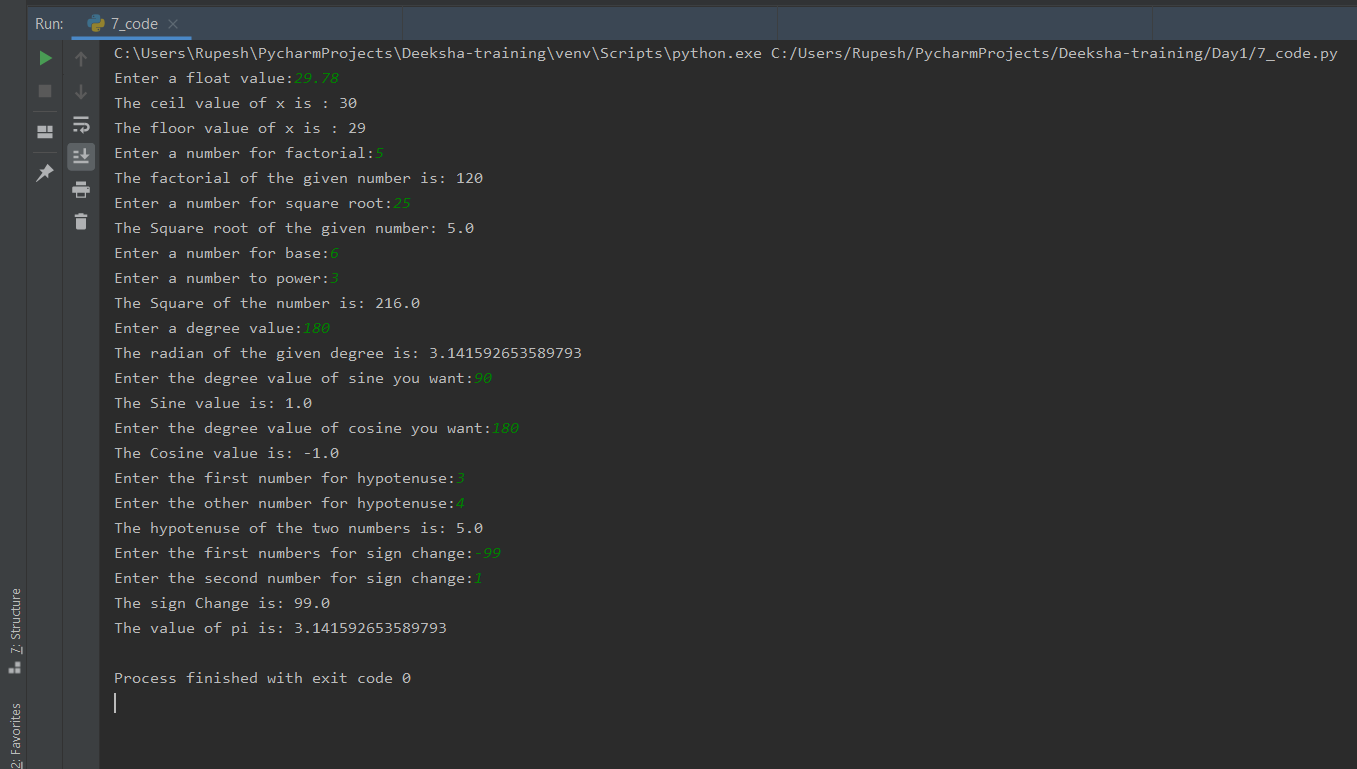 Run: 7_code
C:\Users\Rupesh\PycharmProjects\Deeksha-training\venv\Scripts\python.exe C:/Users/Rupesh/PycharmProjects/Deeksha-training/Day1/7_code.py
Enter a float value:29.78
The ceil value of x is : 30
The floor value of x is : 29
Enter a number for factorial:5
The factorial of the given number is: 120
Enter a number for square root:25
The Square root of the given number: 5.0
Enter a number for base:6
Enter a number to power:3
The Square of the number is: 216.0
Enter a degree value:180
The radian of the given degree is: 3.141592653589793
Enter the degree value of sine you want:90
The Sine value is: 1.0
Enter the degree value of cosine you want:180
The Cosine value is: -1.0
Enter the first number for hypotenuse:3
Enter the other number for hypotenuse:4
The hypotenuse of the two numbers is: 5.0
Enter the first numbers for sign change:-99
Enter the second number for sign change:1
The sign Change is: 99.0
The value of pi is: 3.141592653589793
Process finished with exit code 0
7: Structure
2: Favorites